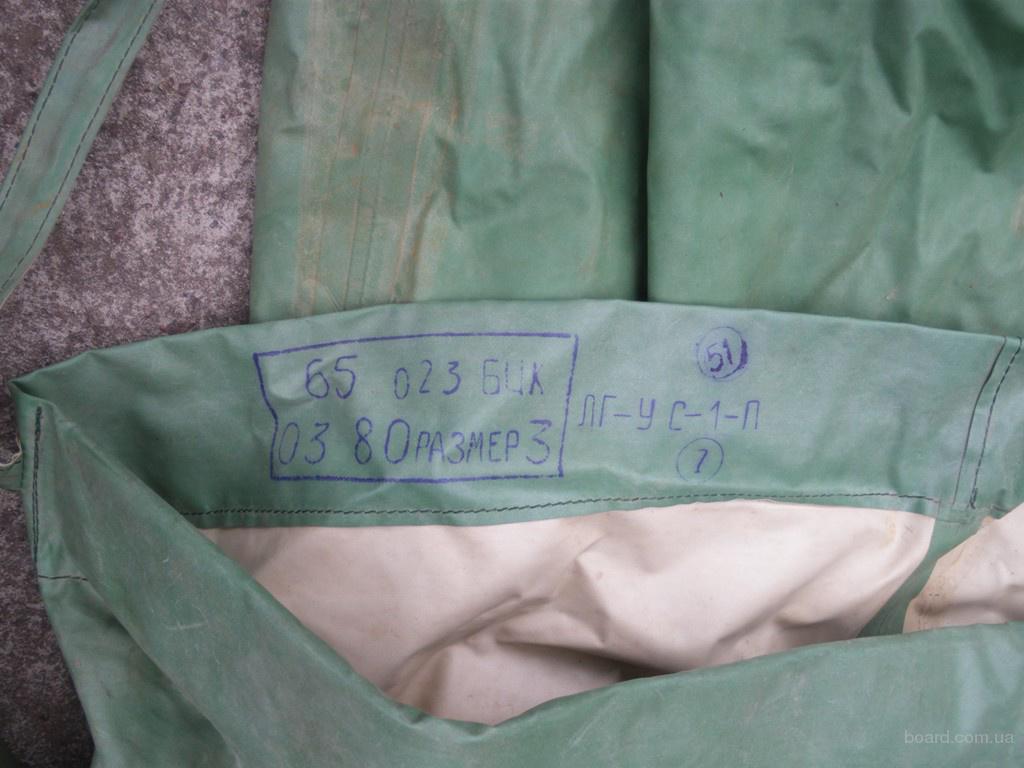 65 023 БЦК
03 80 РАЗМЕР 3
51
ЛГ-У С-1-П
7
board.com.ua